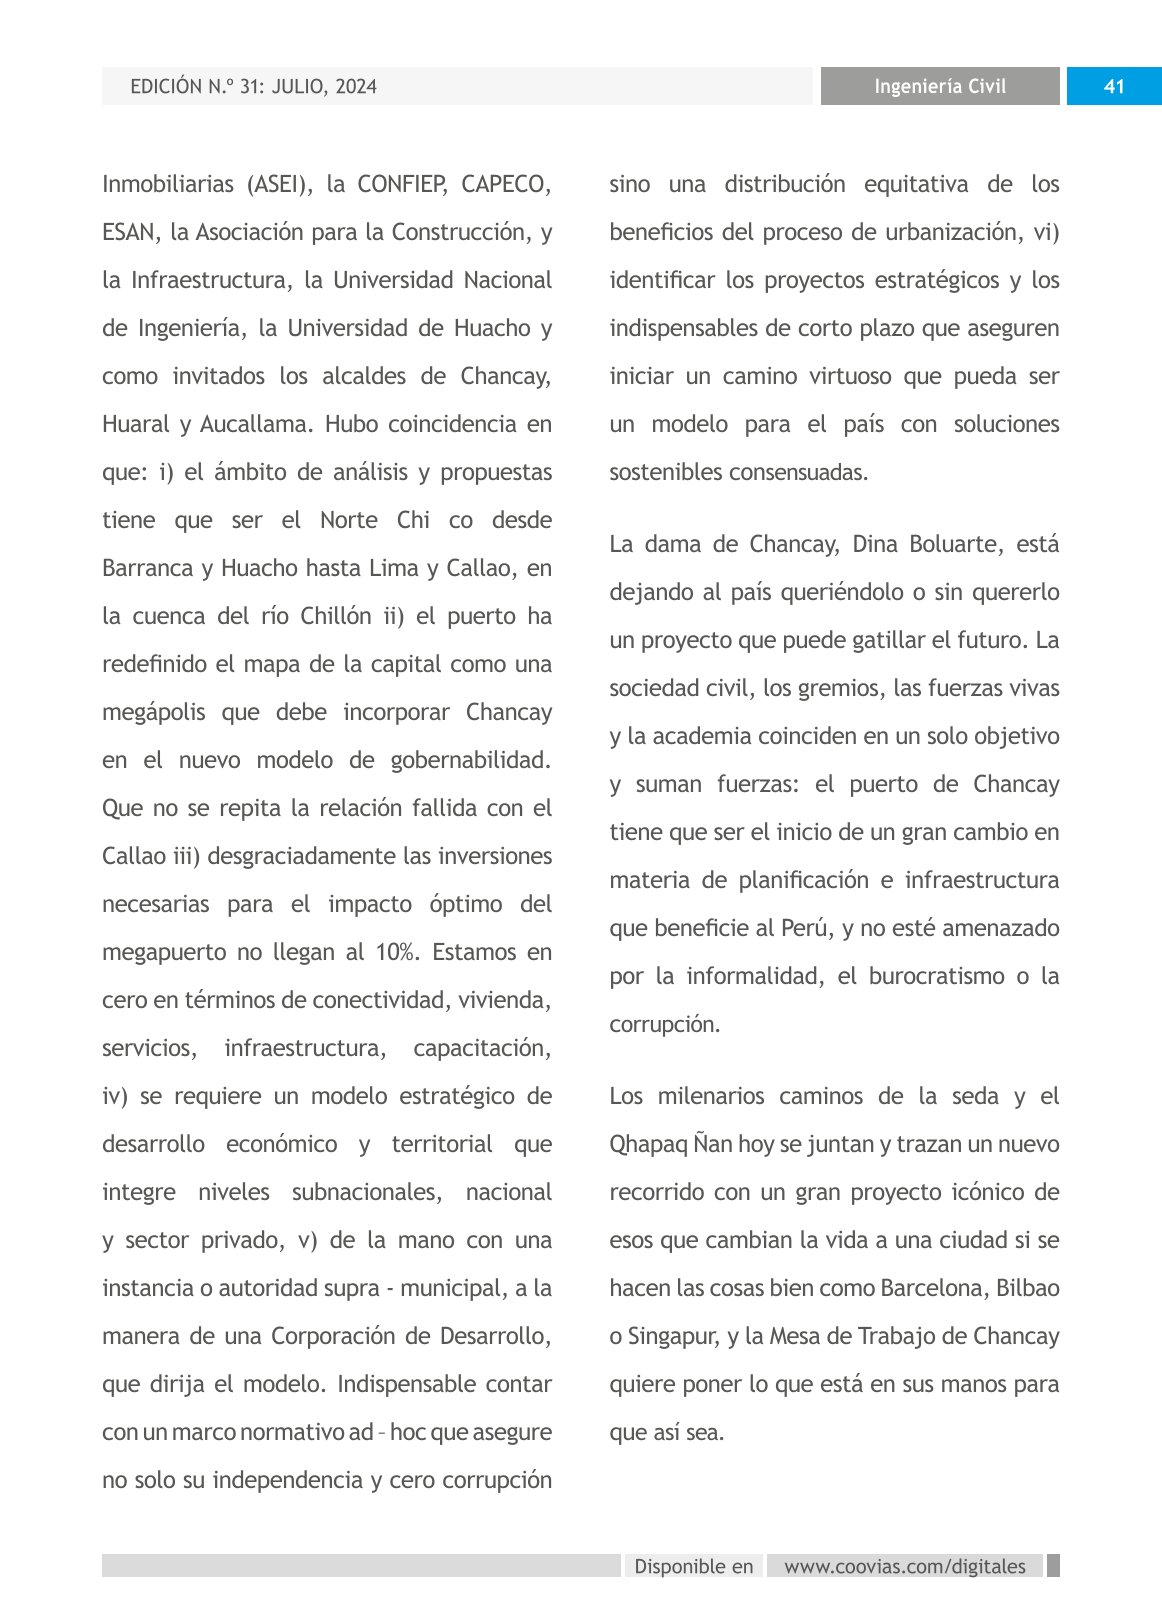 EDICIÓN N.º 31: JULIO, 2024
Ingeniería Civil
41
Inmobiliarias (ASEI), la CONFIEP, CAPECO,
ESAN, la Asociación para la Construcción, y
la Infraestructura, la Universidad Nacional
de Ingeniería, la Universidad de Huacho y
como invitados los alcaldes de Chancay,
Huaral y Aucallama. Hubo coincidencia en
que: i) el ámbito de análisis y propuestas
tiene que ser el Norte Chi co desde
Barranca y Huacho hasta Lima y Callao, en
la cuenca del río Chillón ii) el puerto ha
redefinido el mapa de la capital como una
megápolis que debe incorporar Chancay
en el nuevo modelo de gobernabilidad.
Que no se repita la relación fallida con el
Callao iii) desgraciadamente las inversiones
necesarias para el impacto óptimo del
megapuerto no llegan al 10%. Estamos en
cero en términos de conectividad, vivienda,
servicios, infraestructura, capacitación,
iv) se requiere un modelo estratégico de
desarrollo económico y territorial que
integre niveles subnacionales, nacional
y sector privado, v) de la mano con una
instancia o autoridad supra - municipal, a la
manera de una Corporación de Desarrollo,
que dirija el modelo. Indispensable contar
con un marco normativo ad – hoc que asegure
no solo su independencia y cero corrupción
sino una distribución equitativa de los
beneficios del proceso de urbanización, vi)
identificar los proyectos estratégicos y los
indispensables de corto plazo que aseguren
iniciar un camino virtuoso que pueda ser
un modelo para el país con soluciones
sostenibles consensuadas.
La dama de Chancay, Dina Boluarte, está
dejando al país queriéndolo o sin quererlo
un proyecto que puede gatillar el futuro. La
sociedad civil, los gremios, las fuerzas vivas
y la academia coinciden en un solo objetivo
y suman fuerzas: el puerto de Chancay
tiene que ser el inicio de un gran cambio en
materia de planificación e infraestructura
que beneficie al Perú, y no esté amenazado
por la informalidad, el burocratismo o la
corrupción.
Los milenarios caminos de la seda y el
Qhapaq Ñan hoy se juntan y trazan un nuevo
recorrido con un gran proyecto icónico de
esos que cambian la vida a una ciudad si se
hacen las cosas bien como Barcelona, Bilbao
o Singapur, y la Mesa de Trabajo de Chancay
quiere poner lo que está en sus manos para
que así sea.
Disponible en
www.coovias.com/digitales